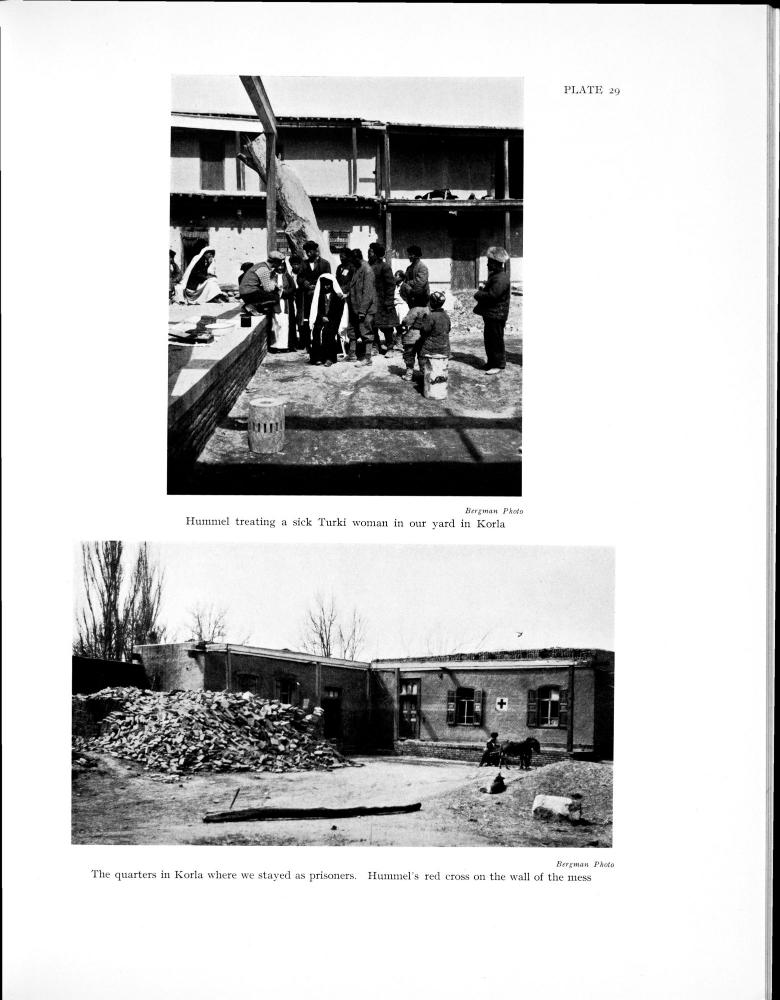 PLATE 29
Bergman Photo
Hummel treating a sick Turki woman in our yard in Korla
Bergman Photo
The quarters in Korla where we stayed as prisoners. Hummel's red cross on the wall of the mess